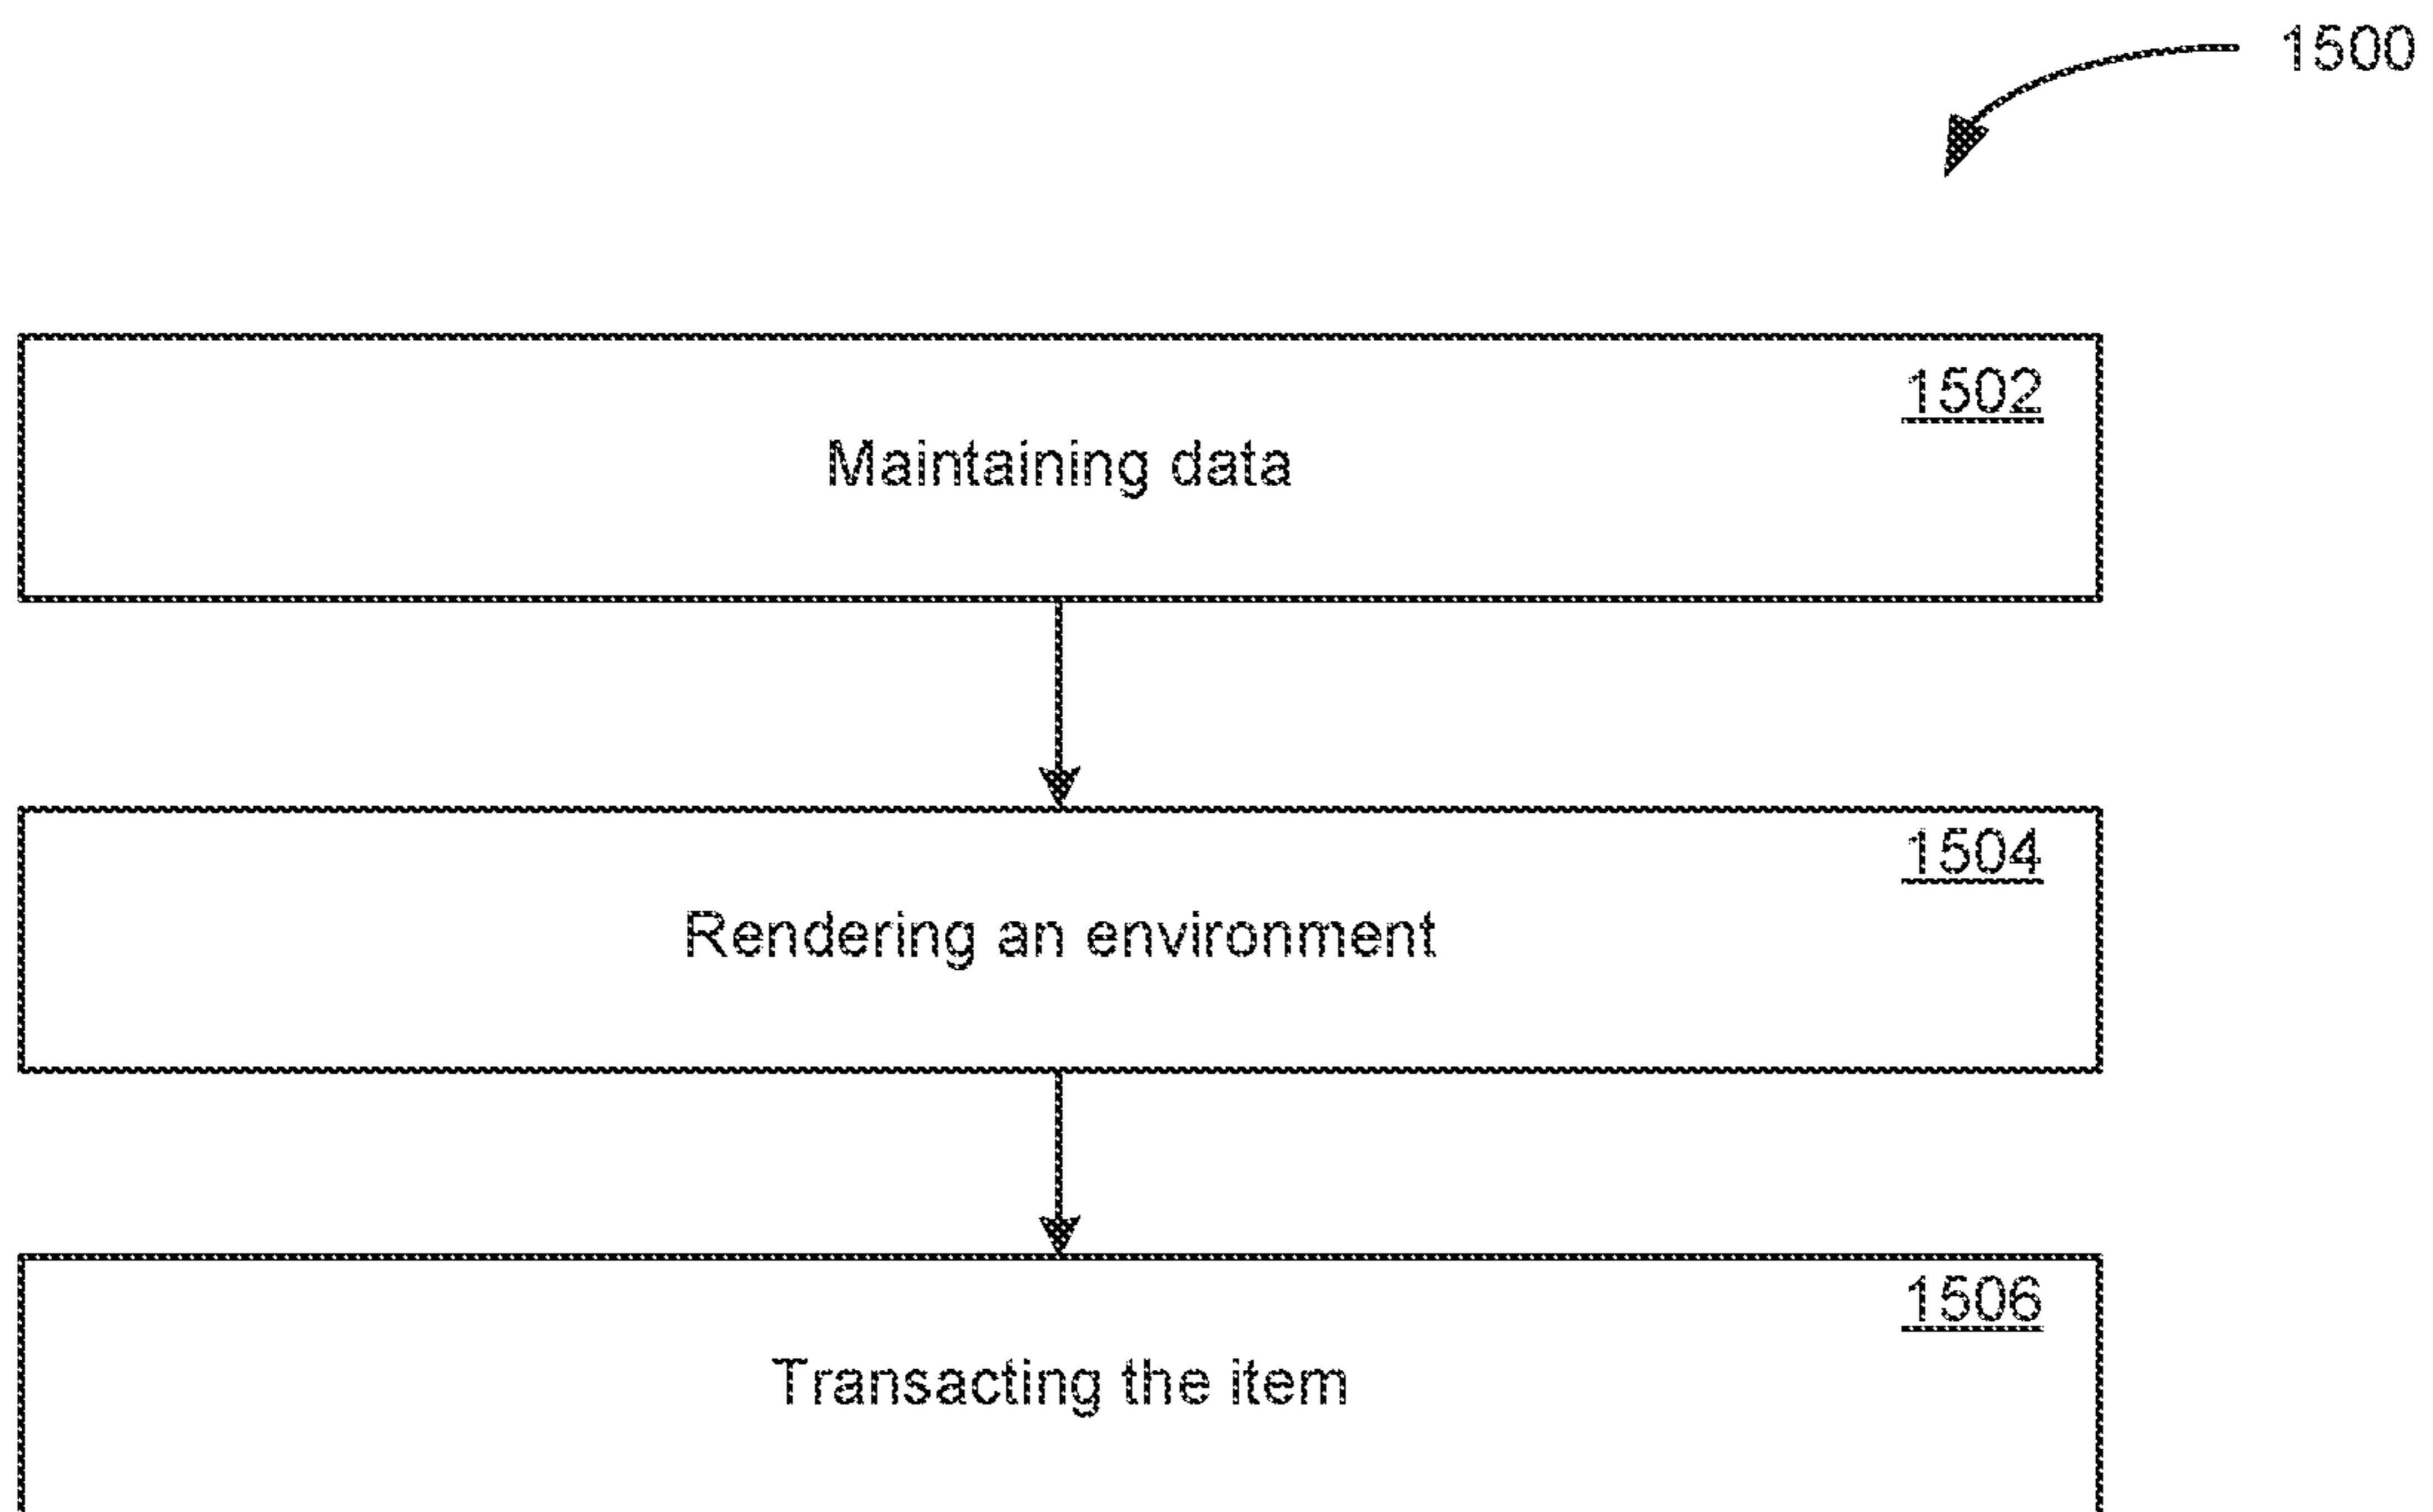 1500
1502
Maintaining data
1504
Rendering an environment
1506
Transacting the item